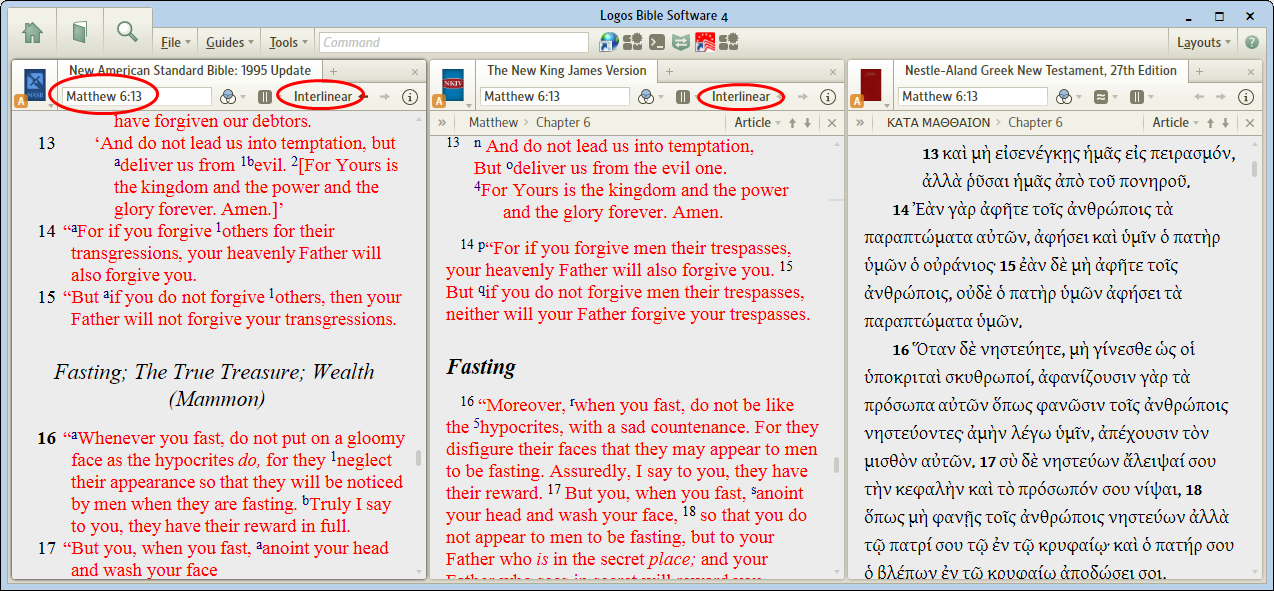 Logos Bible Software 4
File Guides Tools Command Layouts
New American Standard Bible: 1995 Update
Matthew 6:13 Interlinear
have forgiven our debtors.
13 ‘And do not lead us into temptation, but
adeliver us from 1bevil. 2[For Yours is
the kingdom and the power and the
glory forever. Amen.]’
14 “aFor if you forgive 1others for their
transgressions, your heavenly Father will
also forgive you.
15 “But aif you do not forgive 1others, then your
Father will not forgive your transgressions.
Fasting; The True Treasure; Wealth
(Mammon)
16 “aWhenever you fast, do not put on a gloomy
face as the hypocrites do, for they 1neglect
their appearance so that they will be noticed
by men when they are fasting. bTruly I say
to you, they have their reward in full.
17 “But you, when you fast, aanoint your head
and wash your face
The New King James Version
NKJV
Matthew 6:13 Interlinear
» Matthew > Chapter 6 Article
13 n And do not lead us into temptation,
But odeliver us from the evil one.
4For Yours is the kingdom and the power
and the glory forever. Amen.
14 p“For if you forgive men their trespasses,
your heavenly Father will also forgive you. 15
But qif you do not forgive men their trespasses,
neither will your Father forgive your trespasses.
Fasting
16 “Moreover, rwhen you fast, do not be like
the 5hypocrites, with a sad countenance. For they
disfigure their faces that they may appear to men
to be fasting. Assuredly, I say to you, they have
their reward. 17 But you, when you fast, sanoint
your head and wash your face, 18 so that you do
not appear to men to be fasting, but to your
Father who is in the secret place; and your
Father who sees in secret will reward you
Nestle-Aland Greek New Testament, 27th Edition
Matthew 6:13
» ΚΑΤΑ ΜΑΘΘΑΙΟΝ > Chapter 6 Article
13 καὶ μὴ εἰσενέγκῃς ἡμᾶς εἰς πειρασμόν,
ἀλλὰ ῥῦσαι ἡμᾶς ἀπὸ τοῦ πονηροῦ.
14 Ἐὰν γὰρ ἀφῆτε τοῖς ἀνθρώποις τὰ
παραπτώματα αὐτῶν, ἀφήσει καὶ ὑμῖν ὁ πατὴρ
ὑμῶν ὁ οὐράνιος· 15 ἐὰν δὲ μὴ ἀφῆτε τοῖς
ἀνθρώποις, οὐδὲ ὁ πατὴρ ὑμῶν ἀφήσει τὰ
παραπτώματα ὑμῶν.
16 Ὅταν δὲ νηστεύητε, μὴ γίνεσθε ὡς οἱ
ὑποκριταὶ σκυθρωποί, ἀφανίζουσιν γὰρ τὰ
πρόσωπα αὐτῶν ὅπως φανῶσιν τοῖς ἀνθρώποις
νηστεύοντες· ἀμὴν λέγω ὑμῖν, ἀπέχουσιν τὸν
μισθὸν αὐτῶν. 17 σὺ δὲ νηστεύων ἄλειψαί σου
τὴν κεφαλὴν καὶ τὸ πρόσωπόν σου νίψαι, 18
ὅπως μὴ φανῇς τοῖς ἀνθρώποις νηστεύων ἀλλὰ
τῷ πατρί σου τῷ ἐν τῷ κρυφαίῳ· καὶ ὁ πατήρ σου
ὁ βλέπων ἐν τῷ κρυφαίῳ ἀποδώσει σοι.